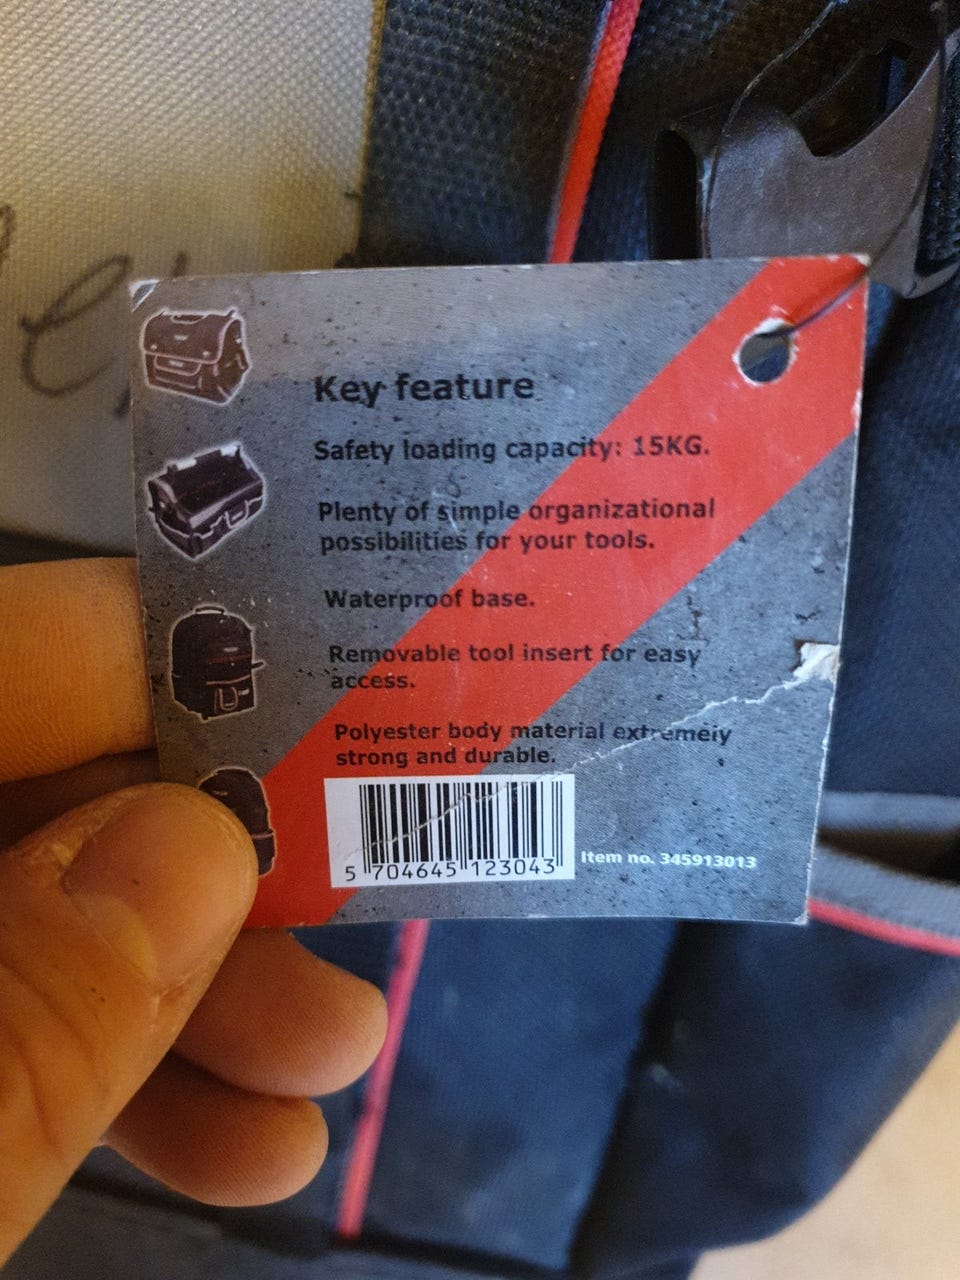 Key feature
Safety loading capacity: 15KG.
Plenty of simple organizational
possibilities for your tools.
Waterproof base.
Removable tool insert for easy
access.
Polyester body material extremely
strong and durable.
5 704645 123043
Item no. 345913013